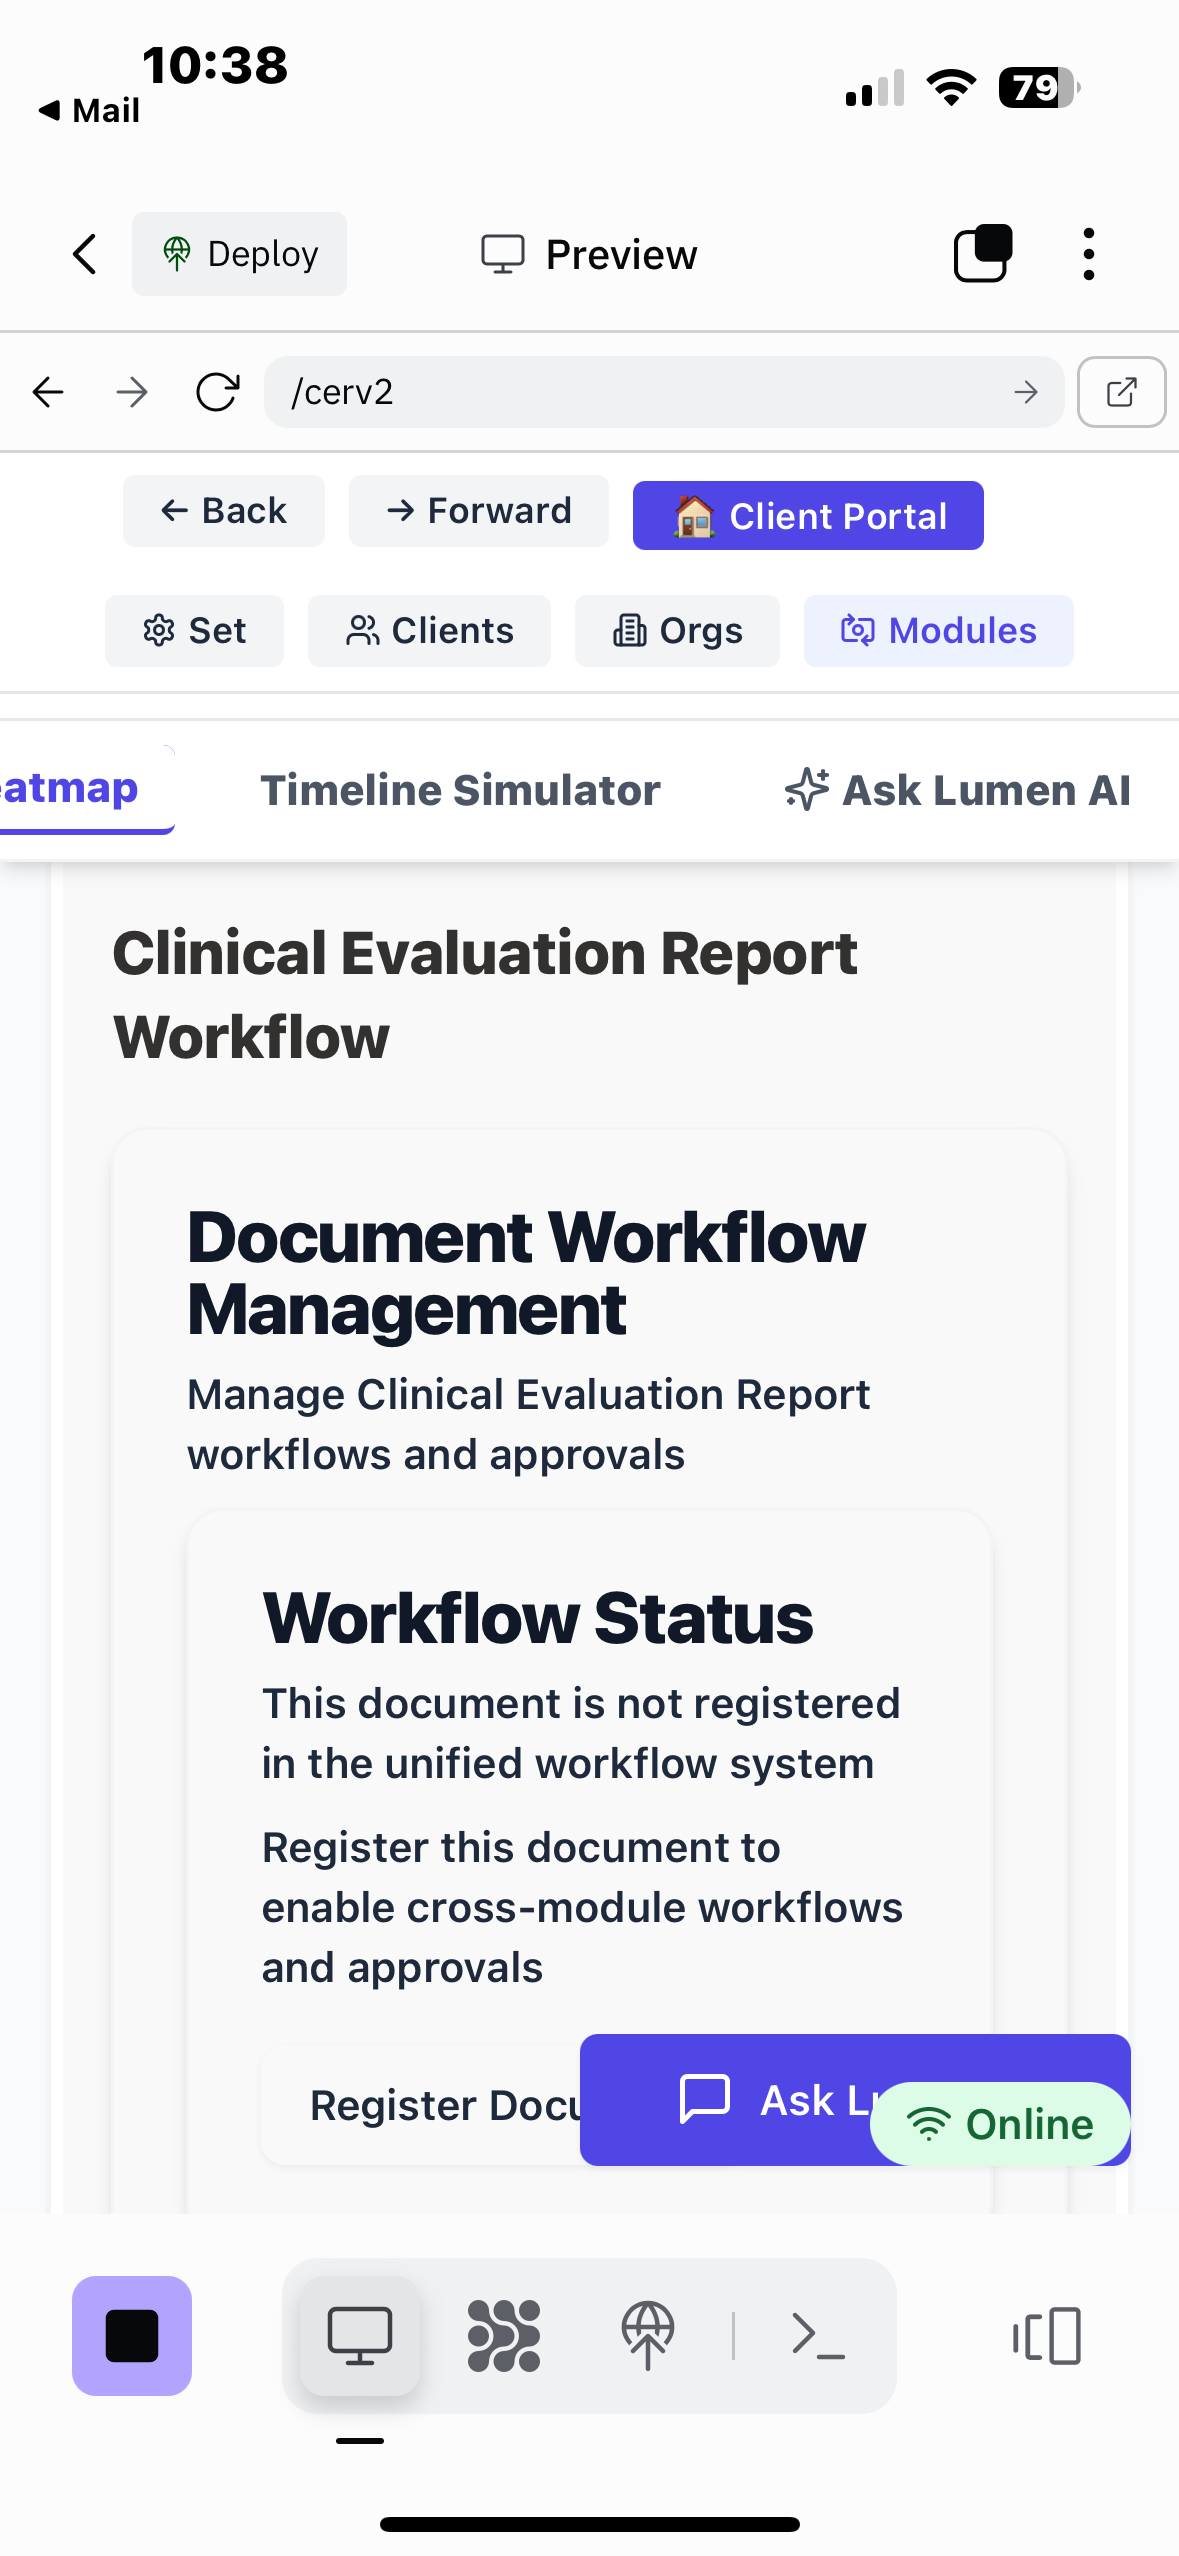 10:38
Mail
79
Deploy
Preview
/cerv2
Back
Forward
Client Portal
Set
Clients
Orgs
Modules
eatmap
Timeline Simulator
Ask Lumen AI
Clinical Evaluation Report
Workflow
Document Workflow
Management
Manage Clinical Evaluation Report
workflows and approvals
Workflow Status
This document is not registered
in the unified workflow system
Register this document to
enable cross-module workflows
and approvals
Register Docu
Ask Lu
Online